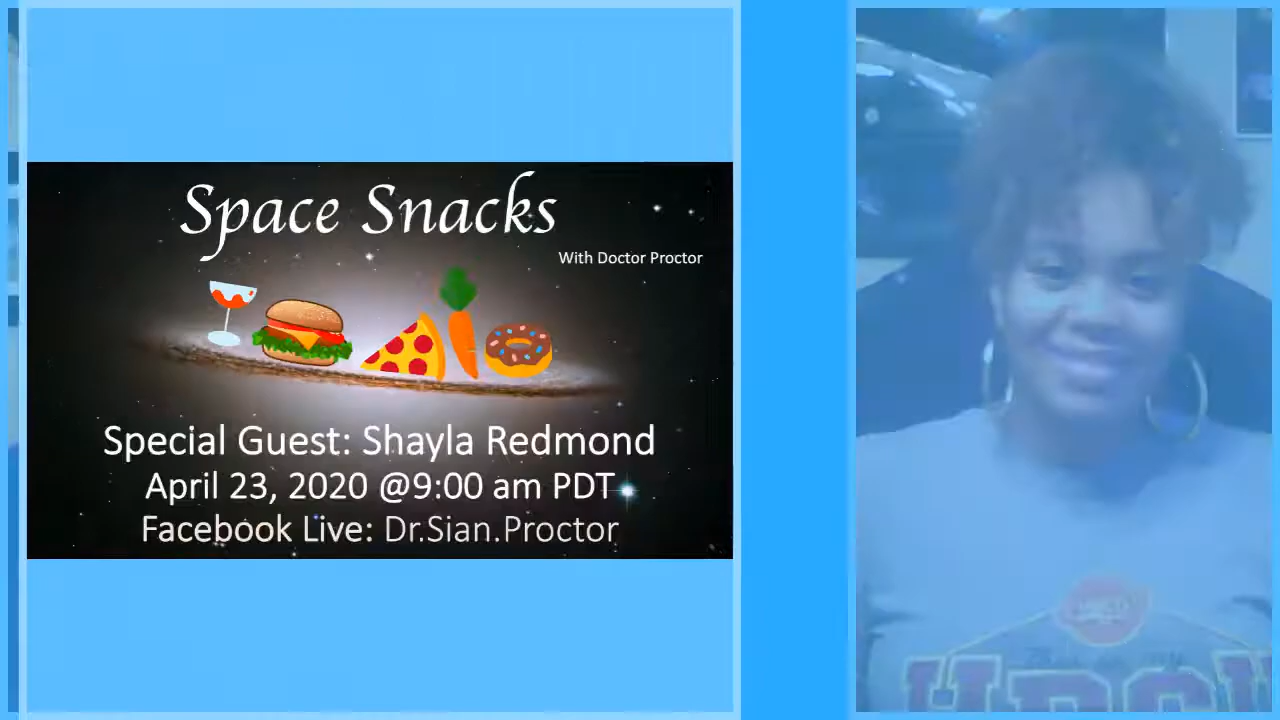 Space Snacks
With Doctor Proctor
Special Guest: Shayla Redmond
April 23, 2020 @9:00 am PDT
Facebook Live: Dr.Sian.Proctor